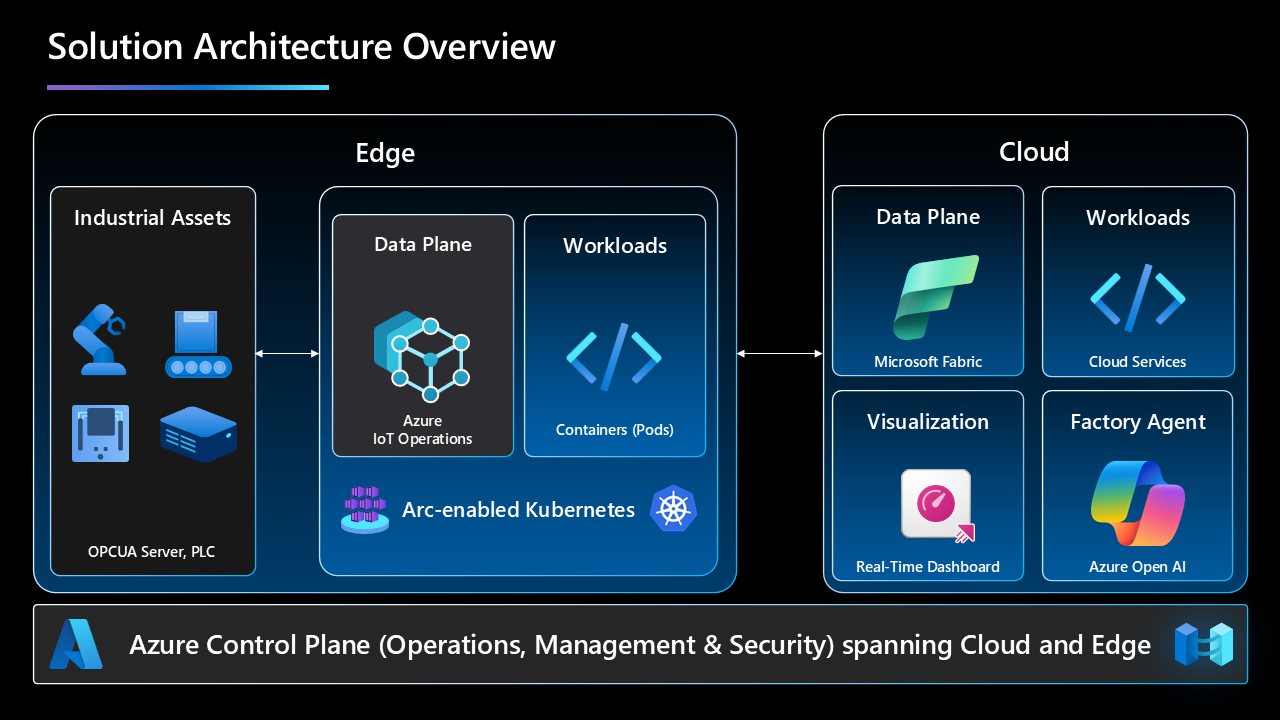 Solution Architecture Overview
Edge
Industrial Assets
OPCUA Server, PLC
Data Plane
Azure
IoT Operations
Workloads
Containers (Pods)
Arc-enabled Kubernetes
Cloud
Data Plane
Microsoft Fabric
Workloads
Cloud Services
Visualization
Real-Time Dashboard
Factory Agent
Azure Open AI
Azure Control Plane (Operations, Management & Security) spanning Cloud and Edge